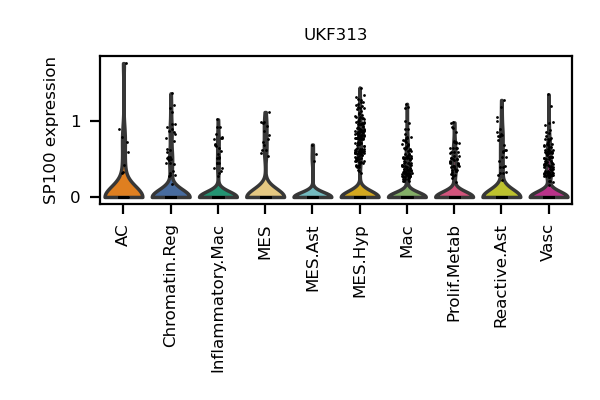 UKF313
SP100 expression
1
0
AC
Chromatin.Reg
Inflammatory.Mac
MES
MES.Ast
MES.Hyp
Mac
Prolif.Metab
Reactive.Ast
Vasc